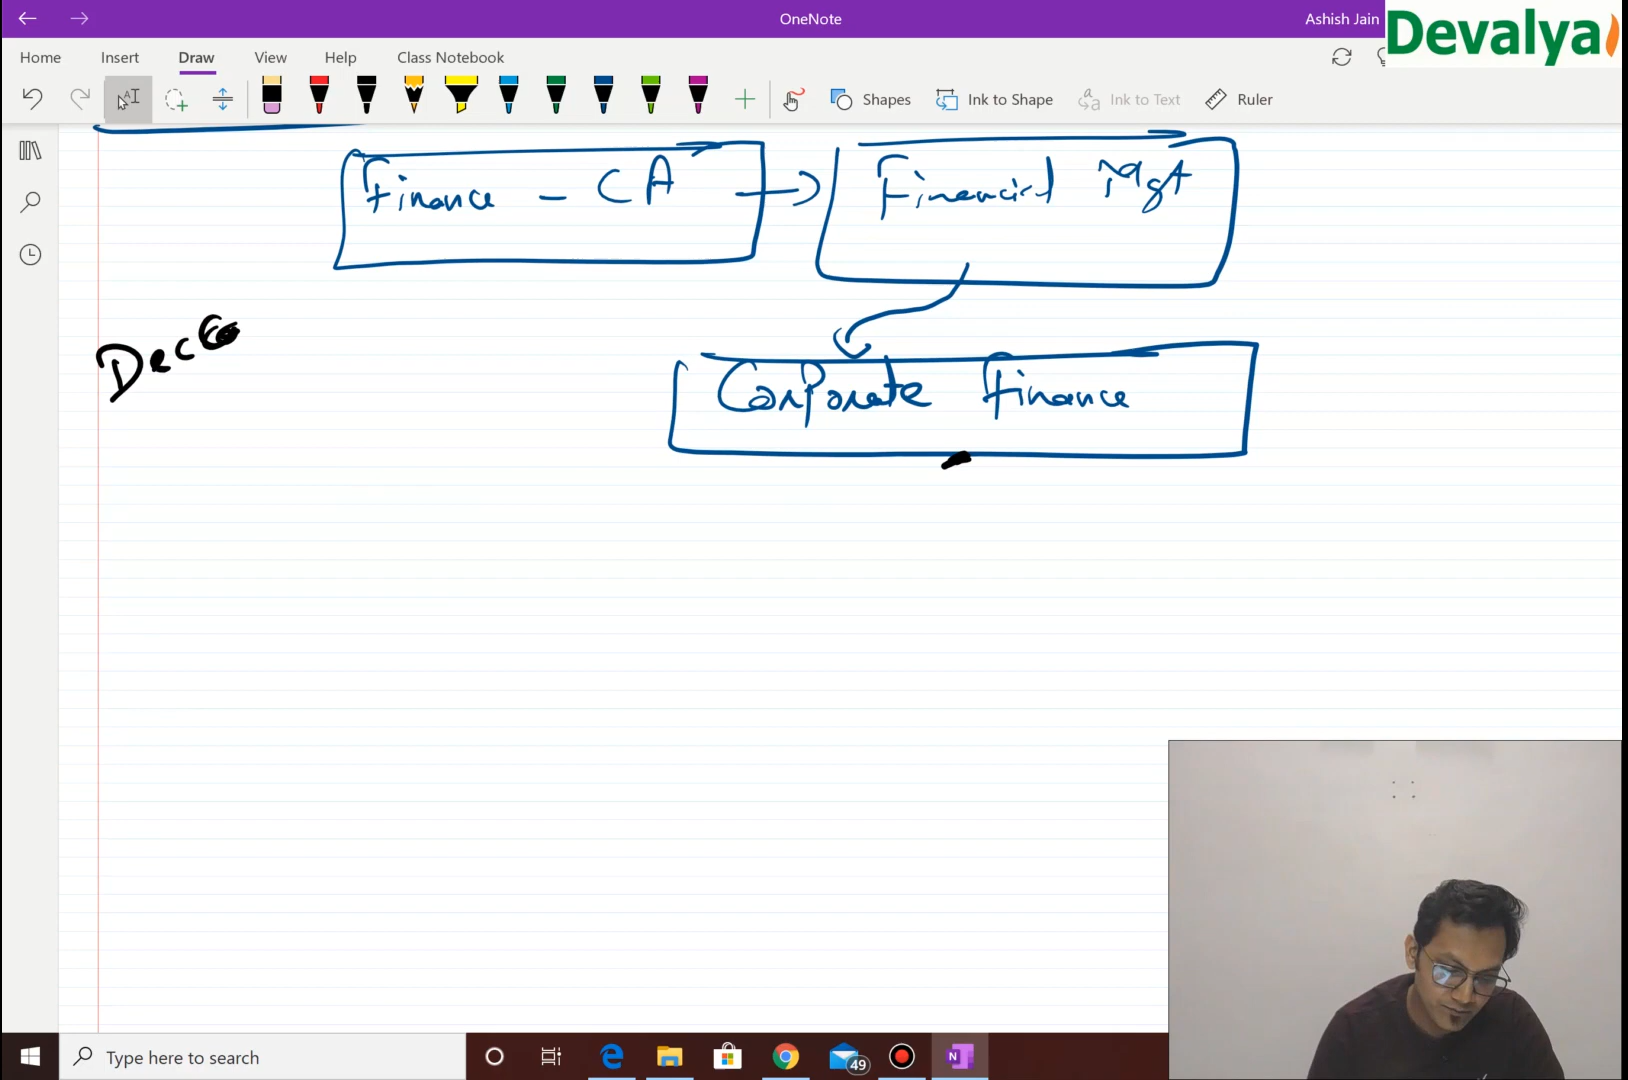 OneNote
Ashish Jain
Devalya
Home Insert Draw View Help Class Notebook
Shapes Ink to Shape Ink to Text Ruler
Finance - CA Financial Mgt
Dec
Corporate Finance
Type here to search
49